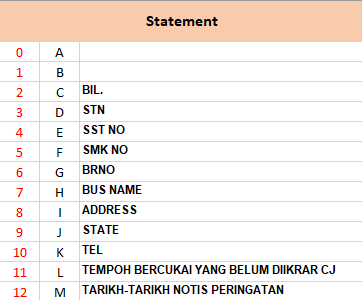 Statement
0 A
1 B
2 C BIL.
3 D STN
4 E SST NO
5 F SMK NO
6 G BRNO
7 H BUS NAME
8 I ADDRESS
9 J STATE
10 K TEL
11 L TEMPOH BERCUKAI YANG BELUM DIIKRAR CJ
12 M TARIKH-TARIKH NOTIS PERINGATAN